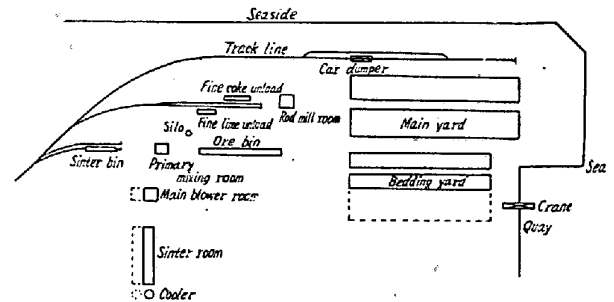 Seaside
Track line
Car dumper
Fine coke unload
Rod mill room
Fine lime unload
Main yard
Silo
Ore bin
Sinter bin
Primary
mixing room
Sea
Bedding yard
Main blower room
Crane
Quay
Sinter room
Cooler